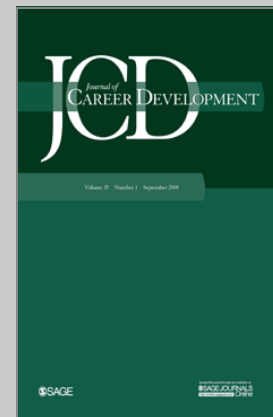 JCD
Journal of
CAREER DEVELOPMENT
Volume 35 Number 1 September 2008
SAGE
SAGE JOURNALS
Online